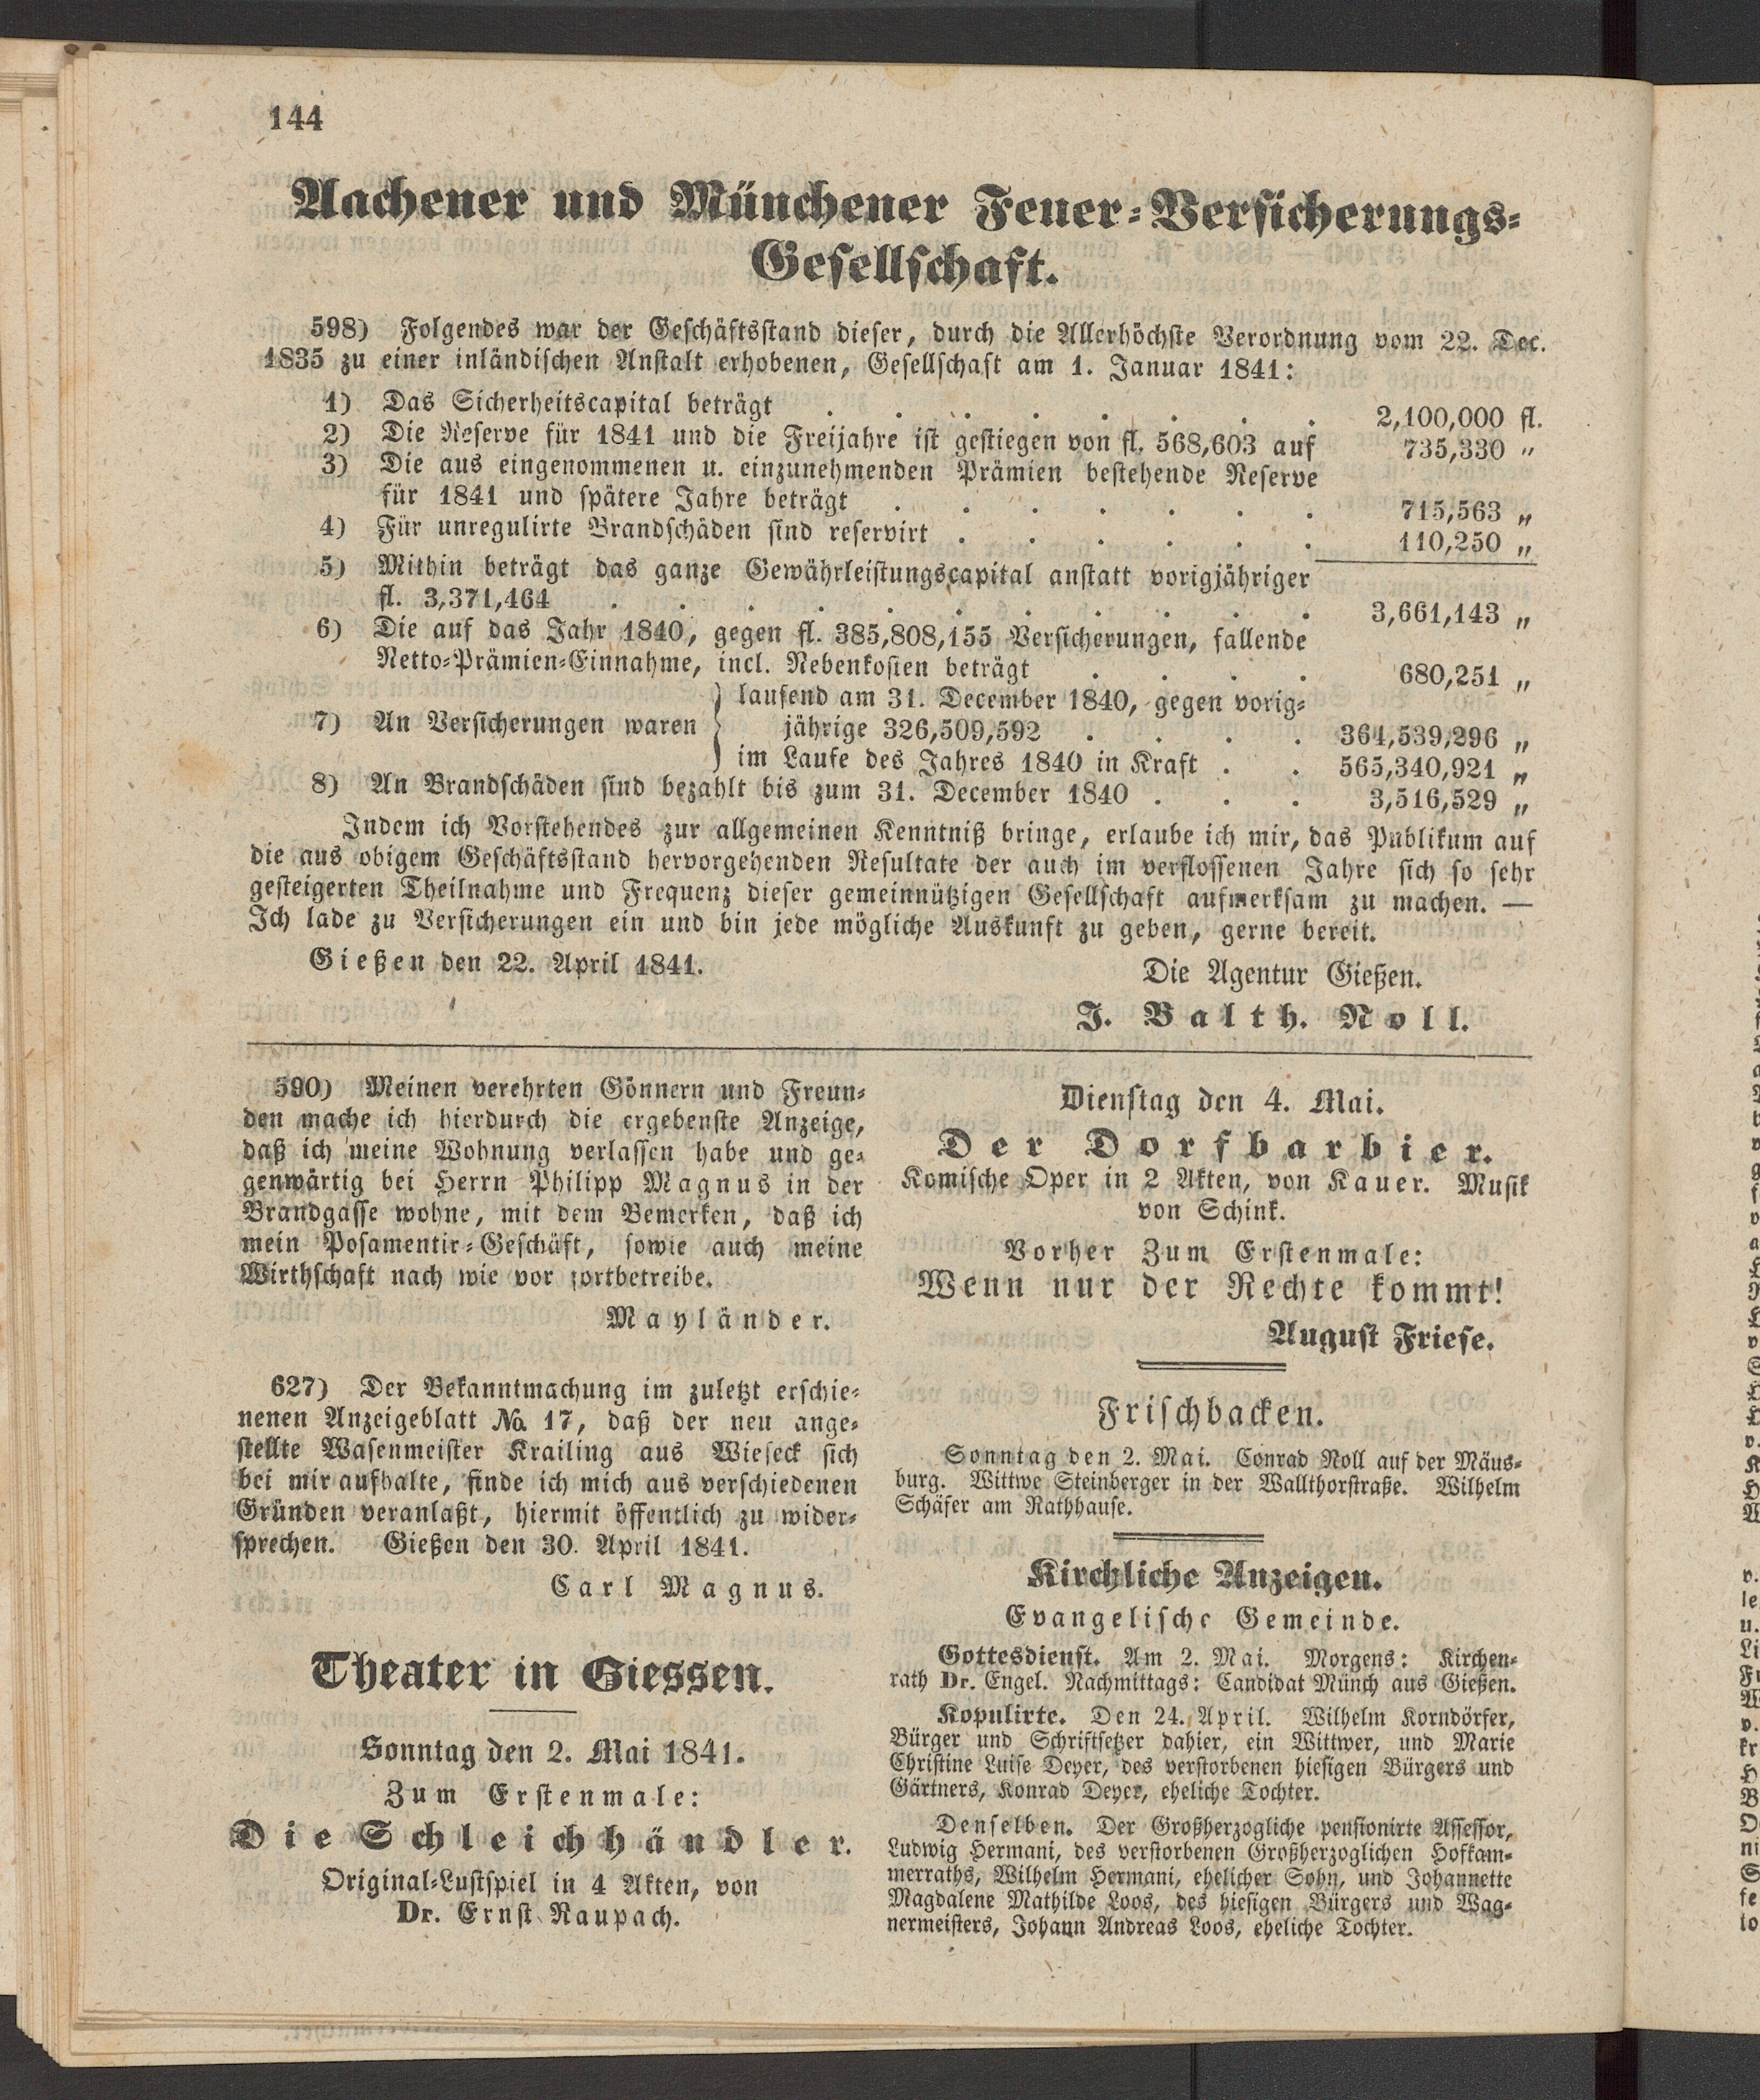 144
Aachener und Münchener Feuer-Versicherungs-
Gesellschaft.
598) Folgendes war der Geschäftsstand dieser, durch die Allerhöchste Verordnung vom 22. Dec.
1835 zu einer inländischen Anstalt erhobenen, Gesellschaft am 1. Januar 1841:
1) Das Sicherheitscapital beträgt . . . . . . . . 2,100,000 fl.
2) Die Reserve für 1841 und die Freijahre ist gestiegen von fl. 568,603 auf 735,330 "
3) Die aus eingenommenen u. einzunehmenden Prämien bestehende Reserve
für 1841 und spätere Jahre beträgt . . . . . . . 715,563 "
4) Für unregulirte Brandschäden sind reservirt . . . . . . 110,250 "
5) Mithin beträgt das ganze Gewährleistungscapital anstatt vorigjähriger
fl. 3,371,464 . . . . . . . . . . . 3,661,143 "
6) Die auf das Jahr 1840, gegen fl. 385,808,155 Versicherungen, fallende
Netto-Prämien-Einnahme, incl. Nebenkosten beträgt . . . . 680,251 "
laufend am 31. December 1840, gegen vorig-
7) An Versicherungen waren jährige 326,509,592 . . . . 364,539,296 "
im Laufe des Jahres 1840 in Kraft . . 565,340,921 "
8) An Brandschäden sind bezahlt bis zum 31. December 1840 . . . 3,516,529 "
Indem ich Vorstehendes zur allgemeinen Kenntniß bringe, erlaube ich mir, das Publikum auf
die aus obigem Geschäftsstand hervorgehenden Resultate der auch im verflossenen Jahre sich so sehr
gesteigerten Theilnahme und Frequenz dieser gemeinnützigen Gesellschaft aufmerksam zu machen. —
Ich lade zu Versicherungen ein und bin jede mögliche Auskunft zu geben, gerne bereit.
Gießen den 22. April 1841.
Die Agentur Gießen.
J. Balth. Noll.
590) Meinen verehrten Gönnern und Freun-
den mache ich hierdurch die ergebenste Anzeige,
daß ich meine Wohnung verlassen habe und ge-
genwärtig bei Herrn Philipp Magnus in der
Brandgasse wohne, mit dem Bemerken, daß ich
mein Posamentir-Geschäft, sowie auch meine
Wirthschaft nach wie vor fortbetreibe.
Mayländer.
627) Der Bekanntmachung im zuletzt erschie-
nenen Anzeigeblatt No. 17, daß der neu ange-
stellte Wasenmeister Krailing aus Wieseck sich
bei mir aufhalte, finde ich mich aus verschiedenen
Gründen veranlaßt, hiermit öffentlich zu wider-
sprechen. Gießen den 30. April 1841.
Carl Magnus.
Theater in Giessen.
Sonntag den 2. Mai 1841.
Zum Erstenmale:
Die Schleichhändler.
Original-Lustspiel in 4 Akten, von
Dr. Ernst Raupach.
Dienstag den 4. Mai.
Der Dorfbarbier.
Komische Oper in 2 Akten, von Kauer. Musik
von Schink.
Vorher Zum Erstenmale:
Wenn nur der Rechte kommt!
August Friese.
Frischbacken.
Sonntag den 2. Mai. Conrad Noll auf der Mäus-
burg. Wittwe Steinberger in der Wallthorstraße. Wilhelm
Schäfer am Rathhause.
Kirchliche Anzeigen.
Evangelische Gemeinde.
Gottesdienst. Am 2. Mai. Morgens: Kirchen-
rath Dr. Engel. Nachmittags: Candidat Münch aus Gießen.
Kopulirte. Den 24. April. Wilhelm Korndörfer,
Bürger und Schriftsetzer dahier, ein Wittwer, und Marie
Christine Luise Deyer, des verstorbenen hiesigen Bürgers und
Gärtners, Konrad Deyer, eheliche Tochter.
Denselben. Der Großherzogliche pensionirte Assessor,
Ludwig Hermani, des verstorbenen Großherzoglichen Hofkam-
merraths, Wilhelm Hermani, ehelicher Sohn, und Johannette
Magdalene Mathilde Loos, des hiesigen Bürgers und Wag-
nermeisters, Johann Andreas Loos, eheliche Tochter.